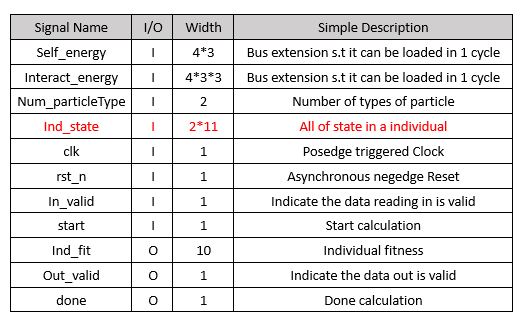 Signal Name I/O Width Simple Description
Self_energy I 4*3 Bus extension s.t it can be loaded in 1 cycle
Interact_energy I 4*3*3 Bus extension s.t it can be loaded in 1 cycle
Num_particleType I 2 Number of types of particle
Ind_state I 2*11 All of state in a individual
clk I 1 Posedge triggered Clock
rst_n I 1 Asynchronous negedge Reset
In_valid I 1 Indicate the data reading in is valid
start I 1 Start calculation
Ind_fit O 10 Individual fitness
Out_valid O 1 Indicate the data out is valid
done O 1 Done calculation